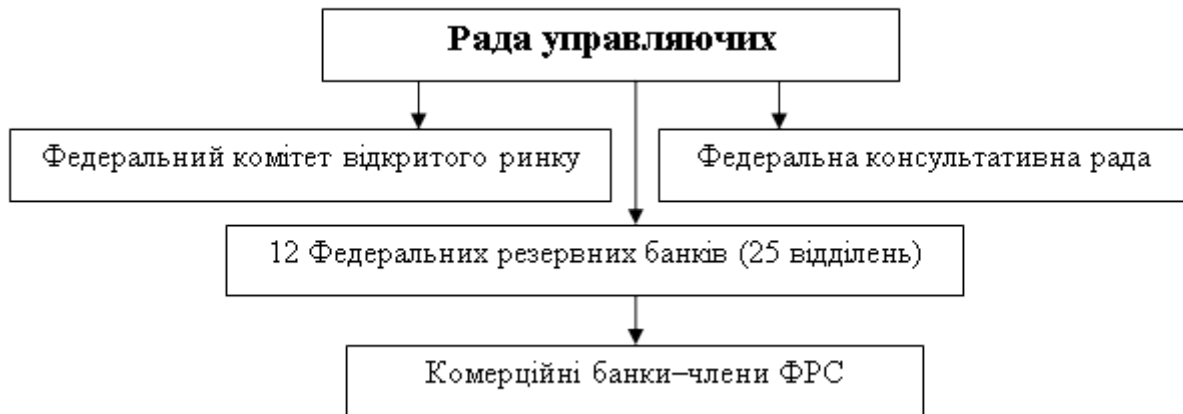 Рада управляючих
Федеральний комітет відкритого ринку
Федеральна консультативна рада
12 Федеральних резервних банків (25 відділень)
Комерційні банки–члени ФРС